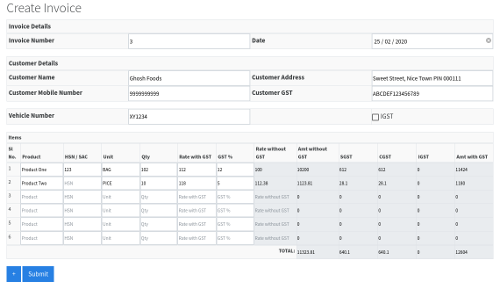 Create Invoice
Invoice Details
Invoice Number 3 Date 25 / 02 / 2020
Customer Details
Customer Name Ghosh Foods Customer Address Sweet Street, Nice Town PIN 000111
Customer Mobile Number 9999999999 Customer GST ABCDEF123456789
Vehicle Number XY1234 IGST
Items
Sl No. Product HSN / SAC Unit Qty Rate with GST GST % Rate without GST Amt without GST SGST CGST IGST Amt with GST
1 Product One 123 BAG 102 112 12 100 10200 612 612 0 11424
2 Product Two HSN PICE 10 118 5 112.38 1123.81 28.1 28.1 0 1180
3 Product HSN Unit Qty Rate with GST GST % Rate without GST 0 0 0 0 0
4 Product HSN Unit Qty Rate with GST GST % Rate without GST 0 0 0 0 0
5 Product HSN Unit Qty Rate with GST GST % Rate without GST 0 0 0 0 0
6 Product HSN Unit Qty Rate with GST GST % Rate without GST 0 0 0 0 0
TOTAL: 11323.81 640.1 640.1 0 12604
+ Submit